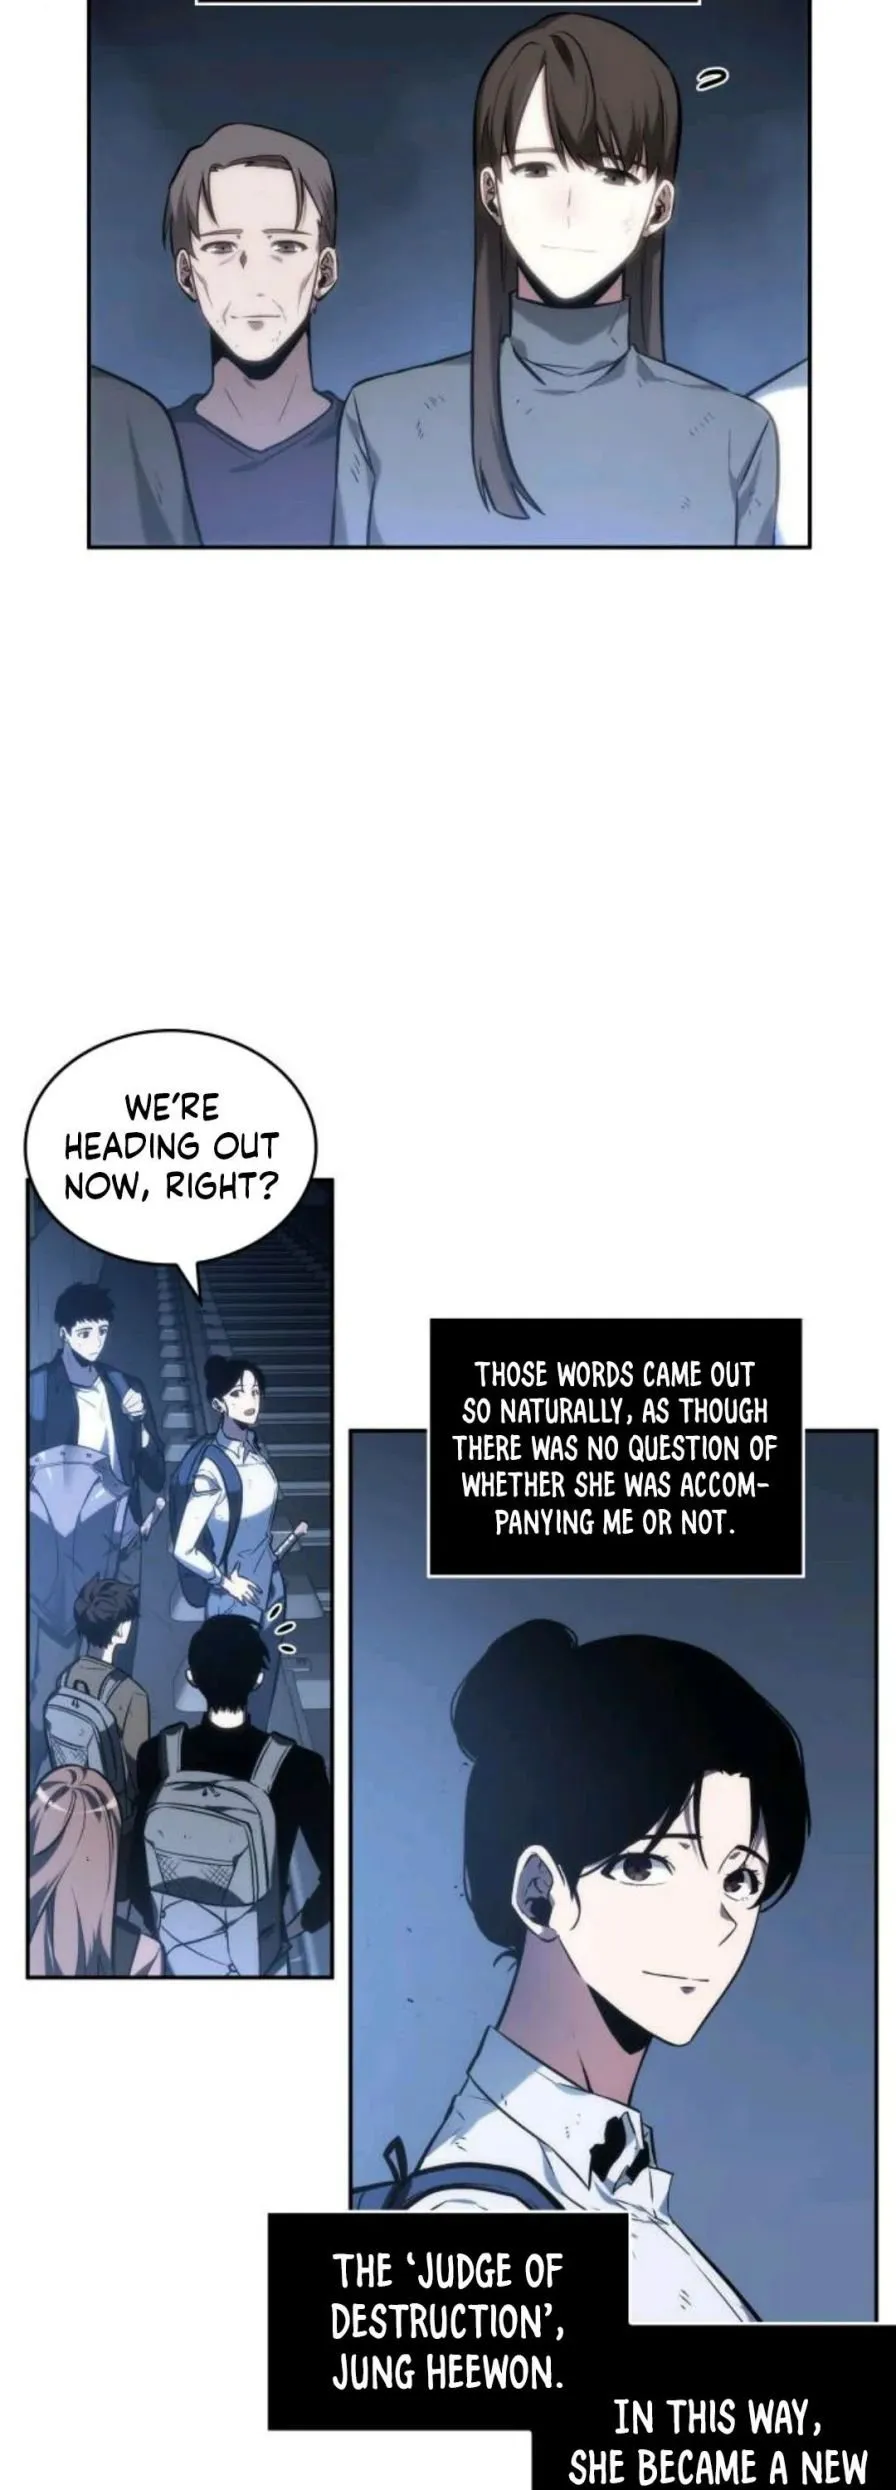 WE'RE
HEADING OUT
NOW, RIGHT?
THOSE WORDS CAME OUT
SO NATURALLY, AS THOUGH
THERE WAS NO QUESTION OF
WHETHER SHE WAS ACCOM-
PANYING ME OR NOT.
THE 'JUDGE OF
DESTRUCTION',
JUNG HEEWON.
IN THIS WAY,
SHE BECAME A NEW